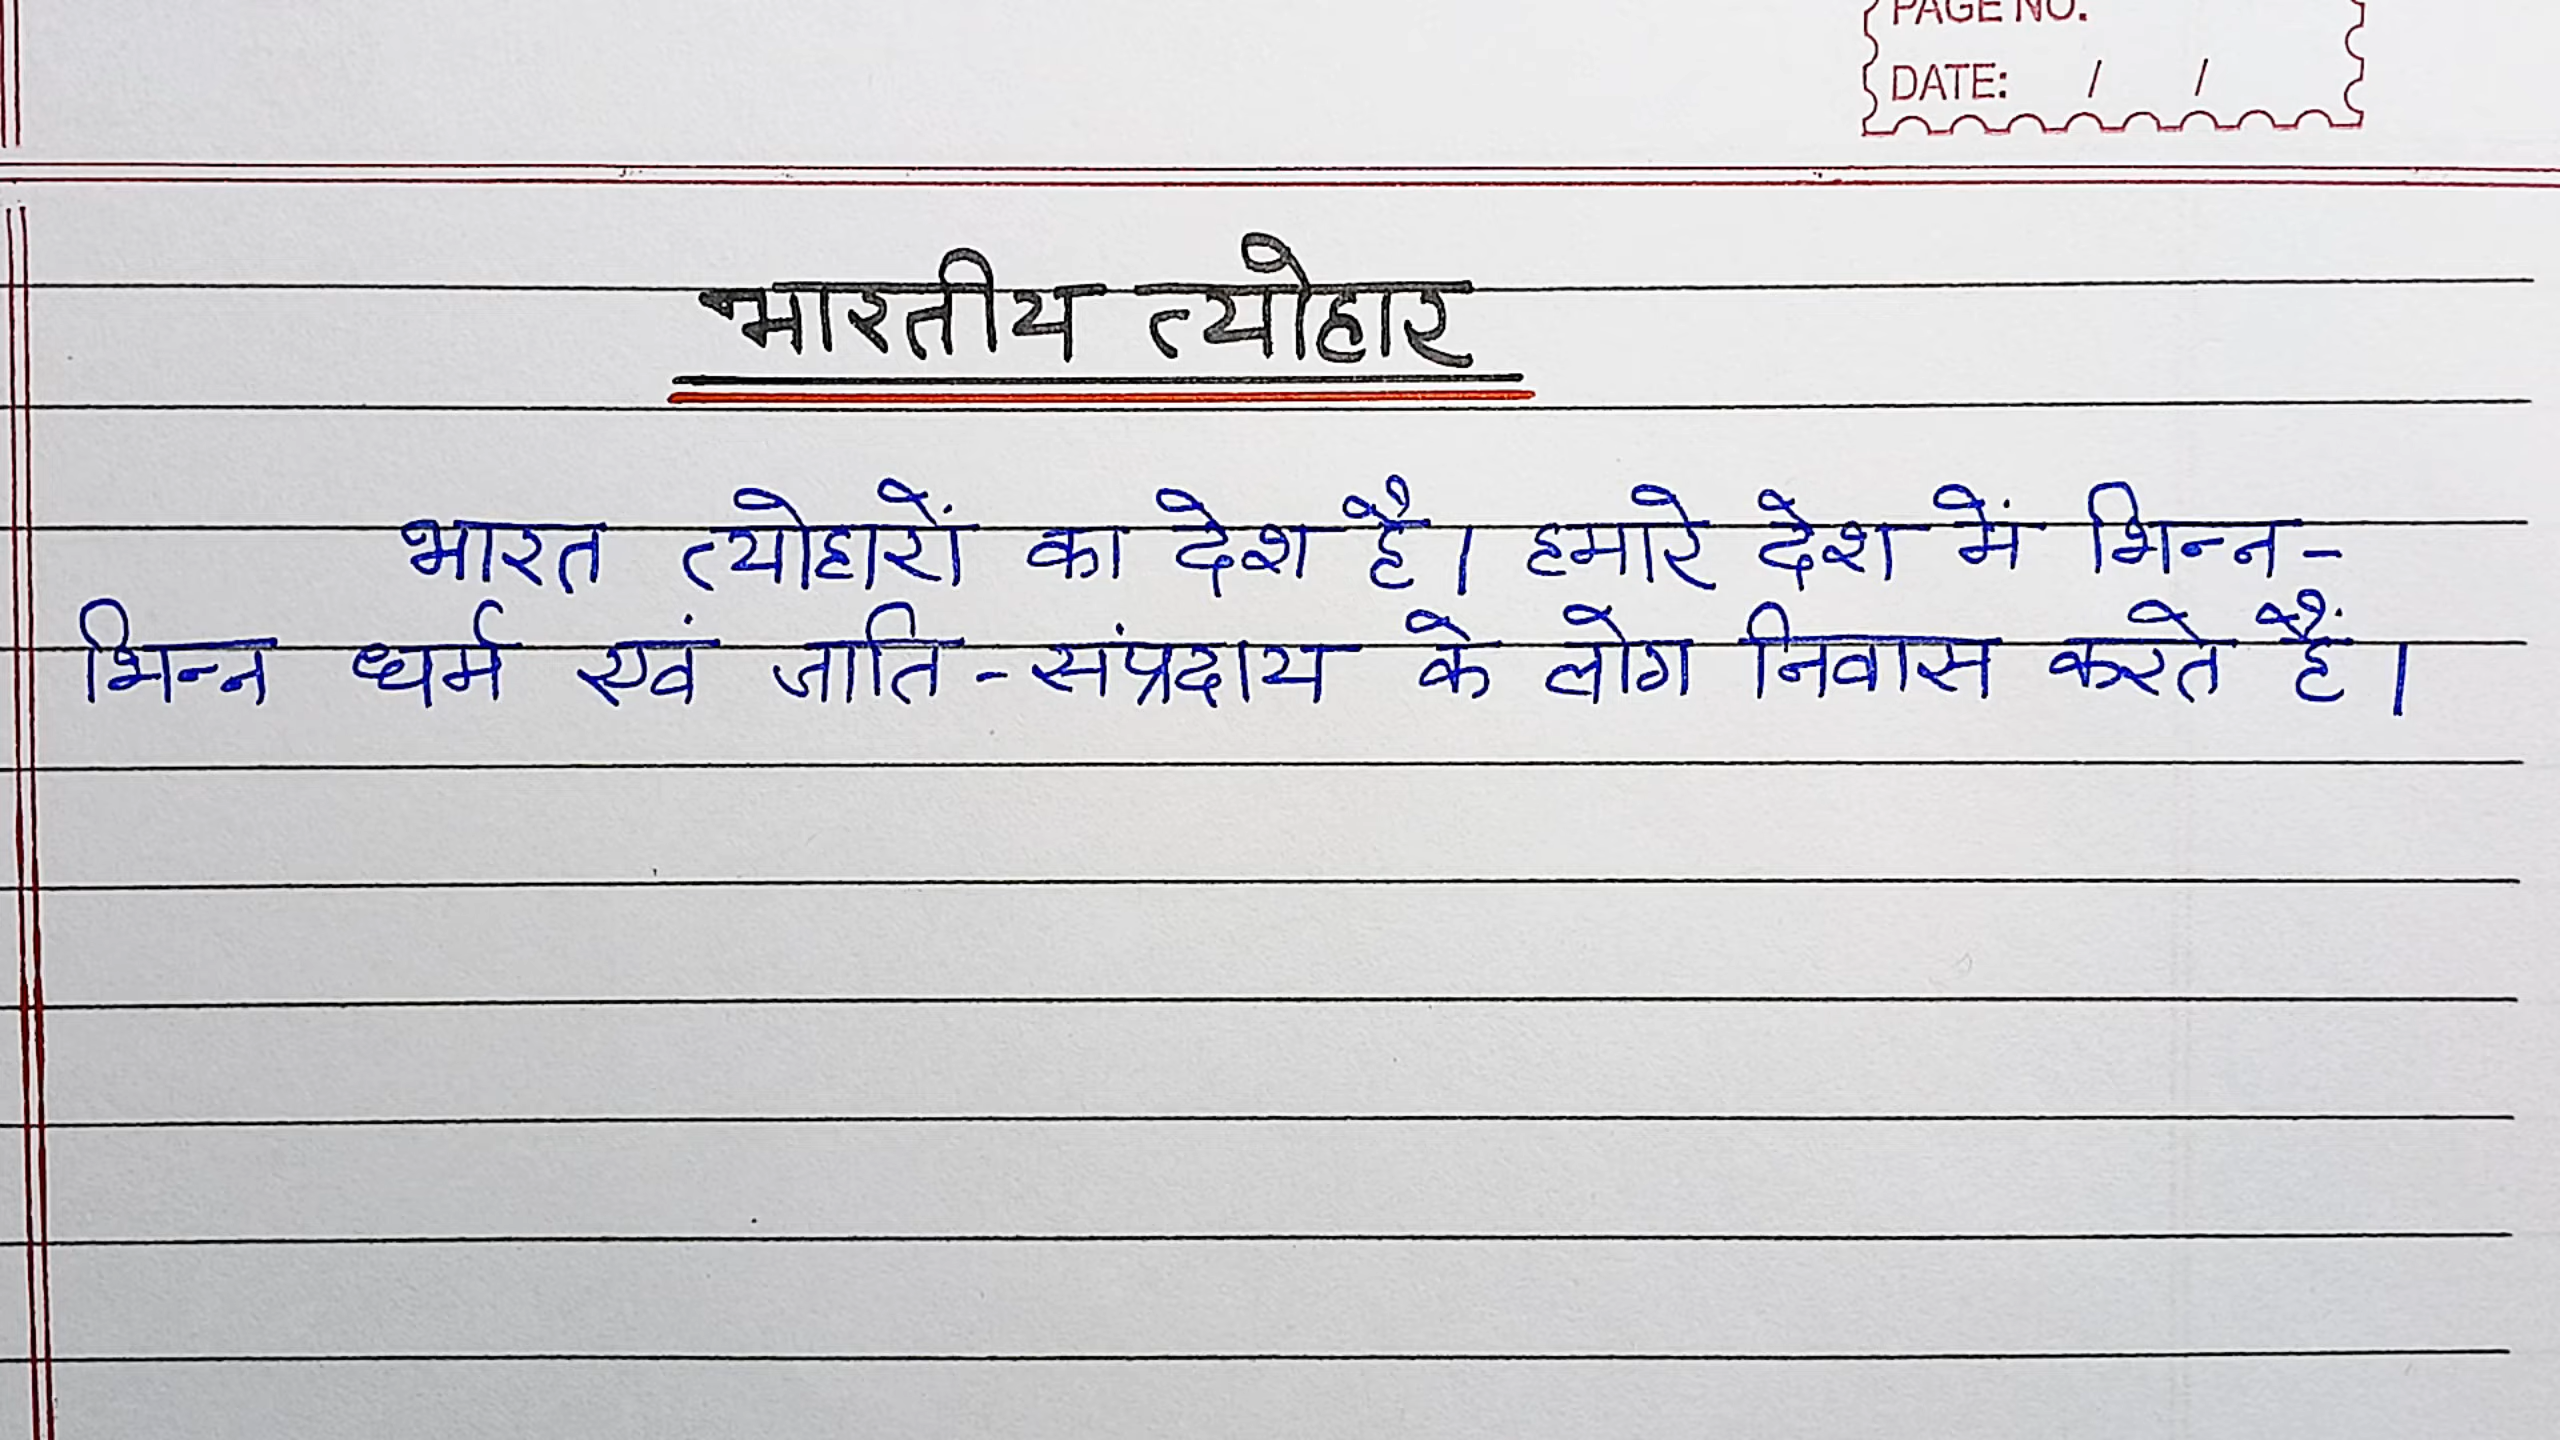 PAGE NO.
DATE: / /
भारतीय त्योहार
भारत त्योहारों का देश है। हमारे देश में भिन्न-
भिन्न धर्म एवं जाति-संप्रदाय के लोग निवास करते हैं।